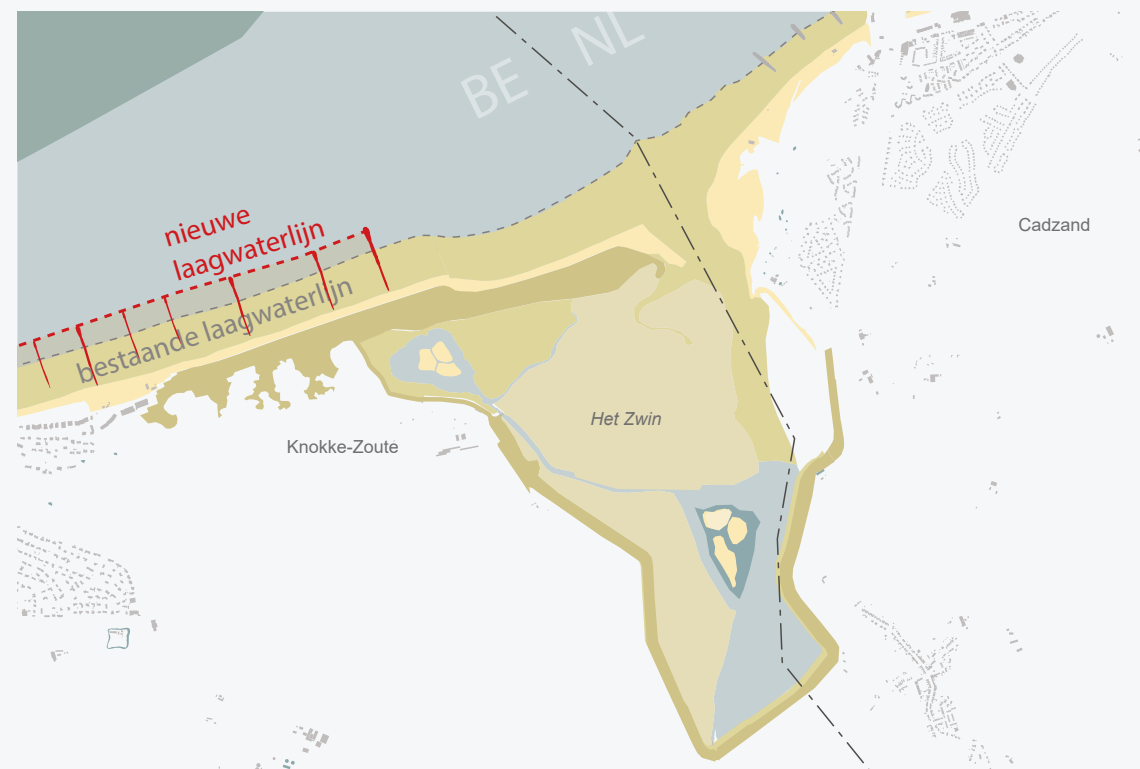 BE
NL
nieuwe
laagwaterlijn
bestaande laagwaterlijn
Cadzand
Het Zwin
Knokke-Zoute